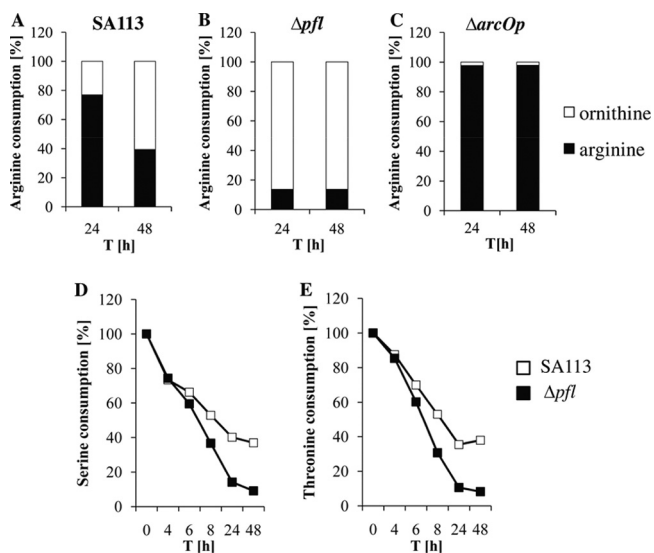 A SA113
Arginine consumption [%]
120
100
80
60
40
20
0
24 48
T [h]
B Δpfl
Arginine consumption [%]
120
100
80
60
40
20
0
24 48
T [h]
C ΔarcOp
Arginine consumption [%]
120
100
80
60
40
20
0
24 48
T[h]
ornithine
arginine
D
Serine consumption [%]
120
100
80
60
40
20
0
0 4 6 8 24 48
T [h]
E
Threonine consumption [%]
120
100
80
60
40
20
0
0 4 6 8 24 48
T [h]
SA113
Δpfl